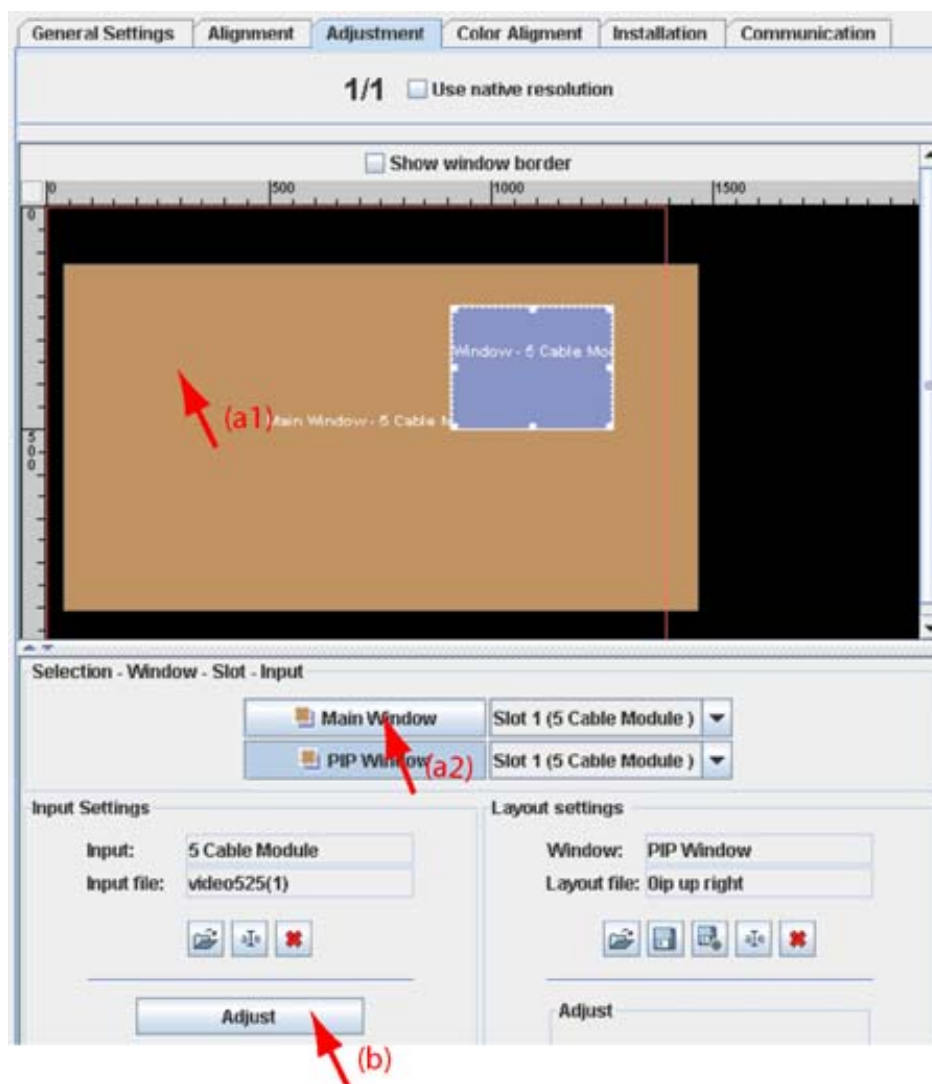 General Settings Alignment Adjustment Color Aligment Installation Communication
1/1 Use native resolution
Show window border
0 500 1000 1500
0
Window - 5 Cable Mo
(a1) Main Window - 5 Cable M
500
Selection - Window - Slot - Input
Main Window Slot 1 (5 Cable Module )
PIP Window (a2) Slot 1 (5 Cable Module )
Input Settings Layout settings
Input: 5 Cable Module Window: PIP Window
Input file: video525(1) Layout file: 0ip up right
Adjust Adjust
(b)